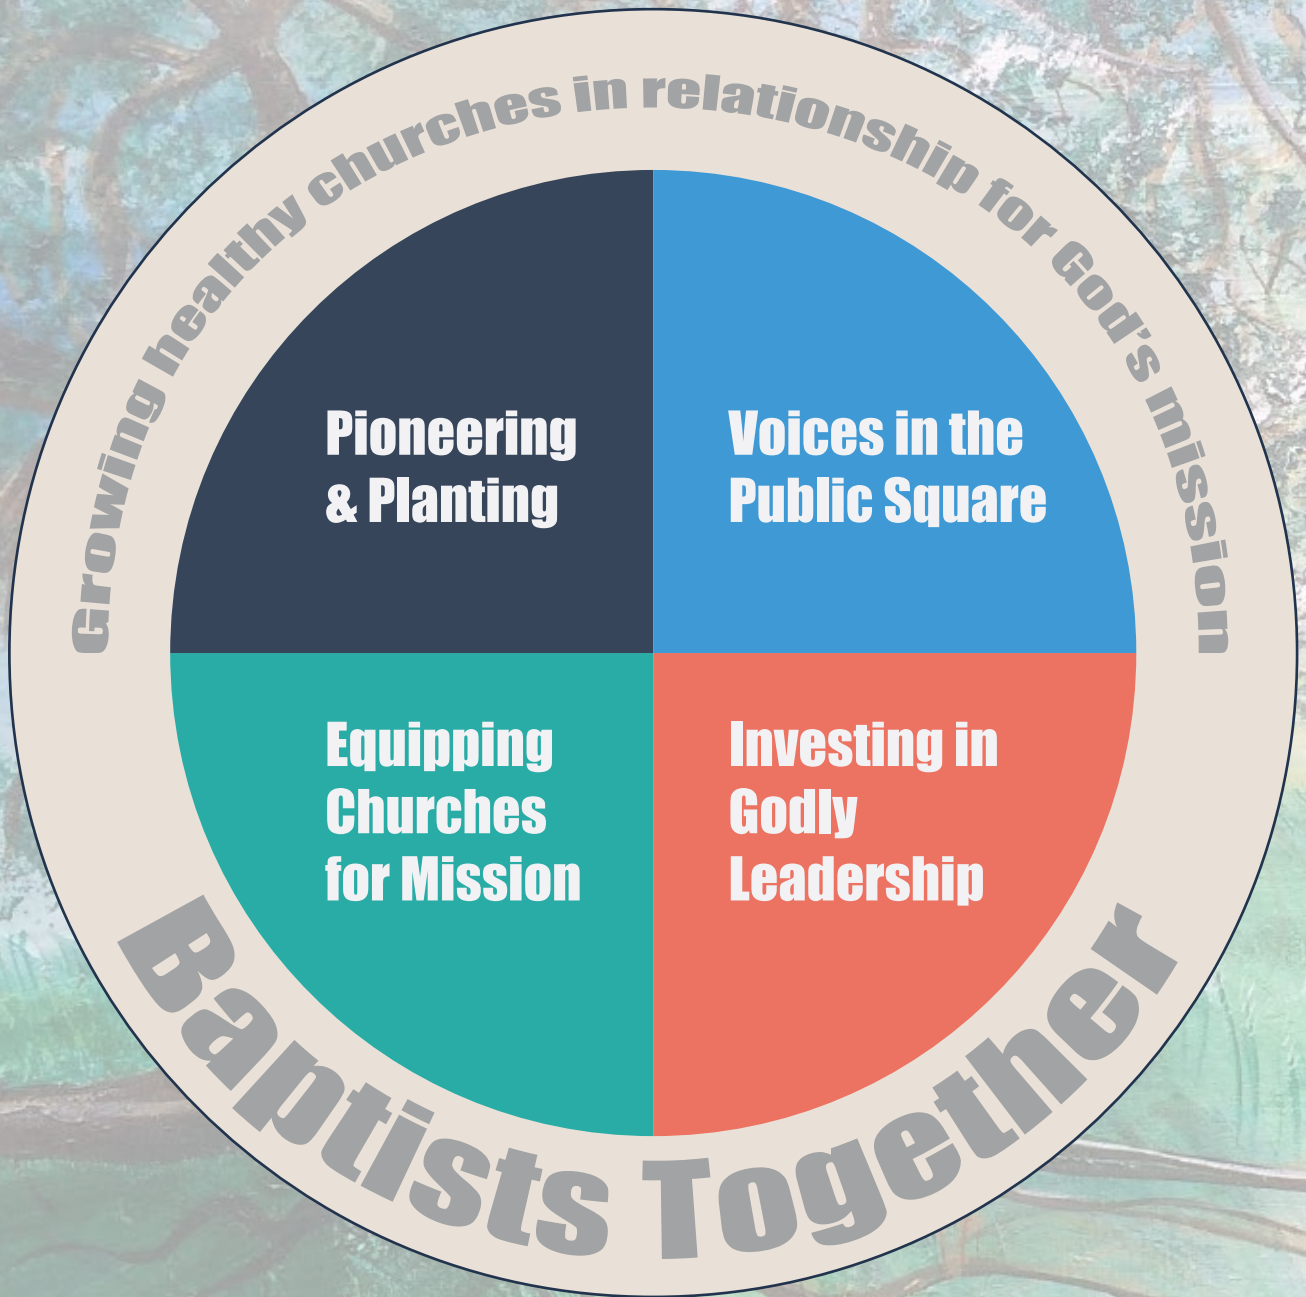 Growing healthy churches in relationship for God's mission
Pioneering
& Planting
Voices in the
Public Square
Equipping
Churches
for Mission
Investing in
Godly
Leadership
Baptists Together